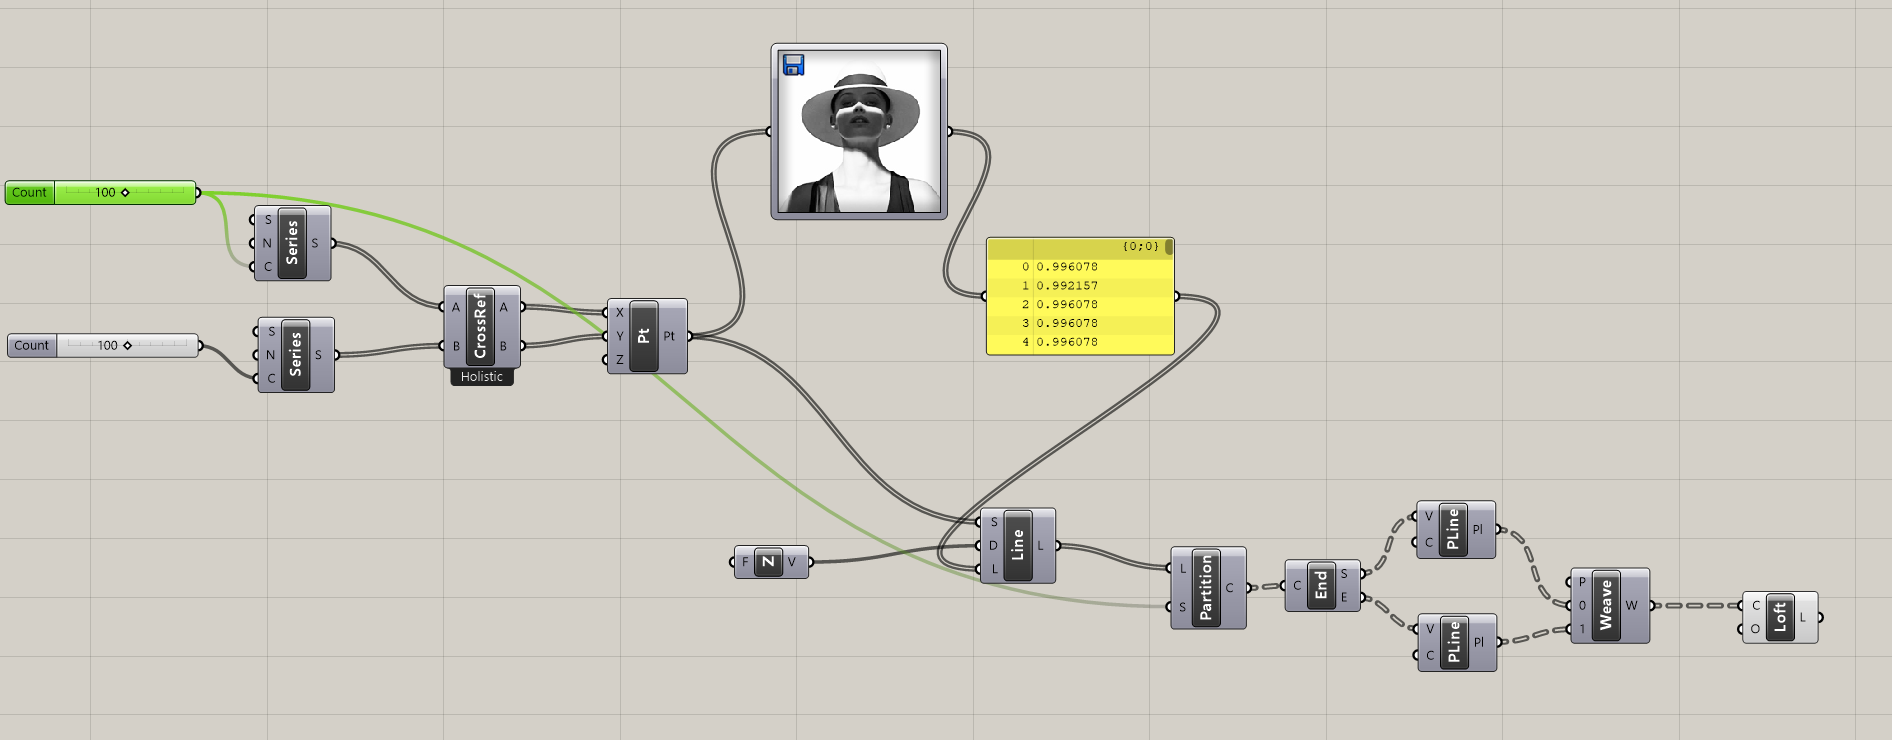 Count 100
S
N
C
Series
S
Count 100
S
N
C
Series
S
A
B
CrossRef
A
B
Holistic
X
Y
Z
Pt
Pt
{0;0}
0 0.996078
1 0.992157
2 0.996078
3 0.996078
4 0.996078
F
Z
V
S
D
L
Line
L
L
S
Partition
C
C
End
S
E
V
C
PLine
Pl
V
C
PLine
Pl
P
0
1
Weave
W
C
O
Loft
L